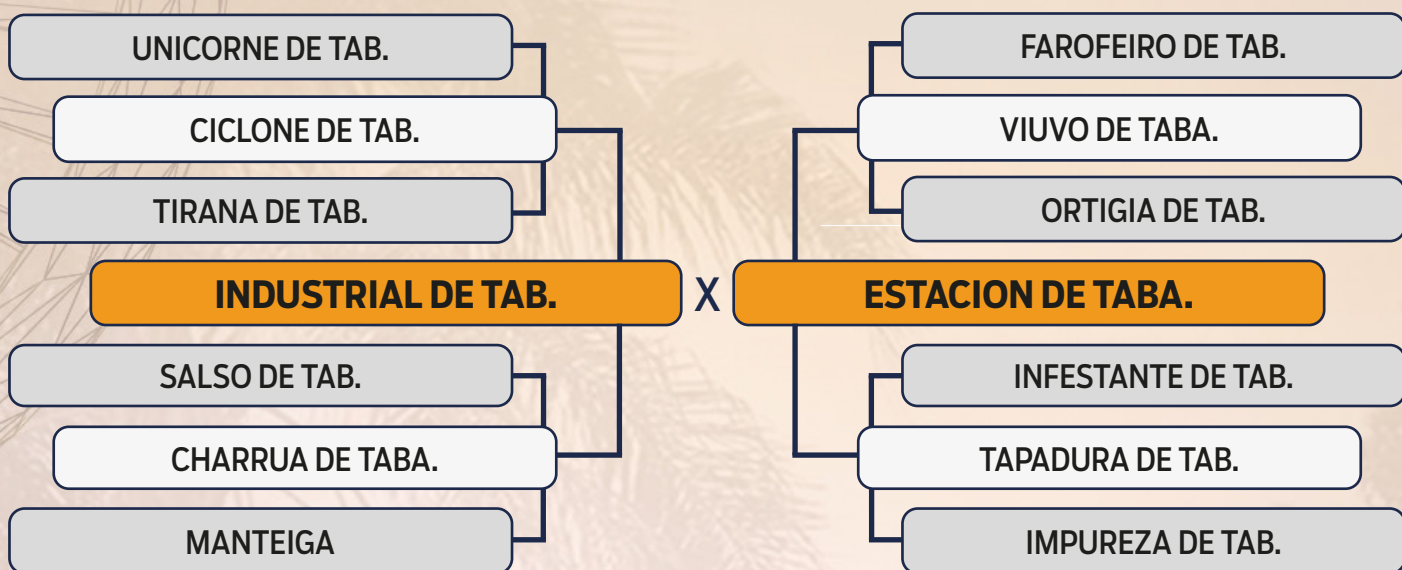 UNICORNE DE TAB.
CICLONE DE TAB.
TIRANA DE TAB.
INDUSTRIAL DE TAB.
SALSO DE TAB.
CHARRUA DE TABA.
MANTEIGA
X
FAROFEIRO DE TAB.
VIUVO DE TABA.
ORTIGIA DE TAB.
ESTACION DE TABA.
INFESTANTE DE TAB.
TAPADURA DE TAB.
IMPUREZA DE TAB.